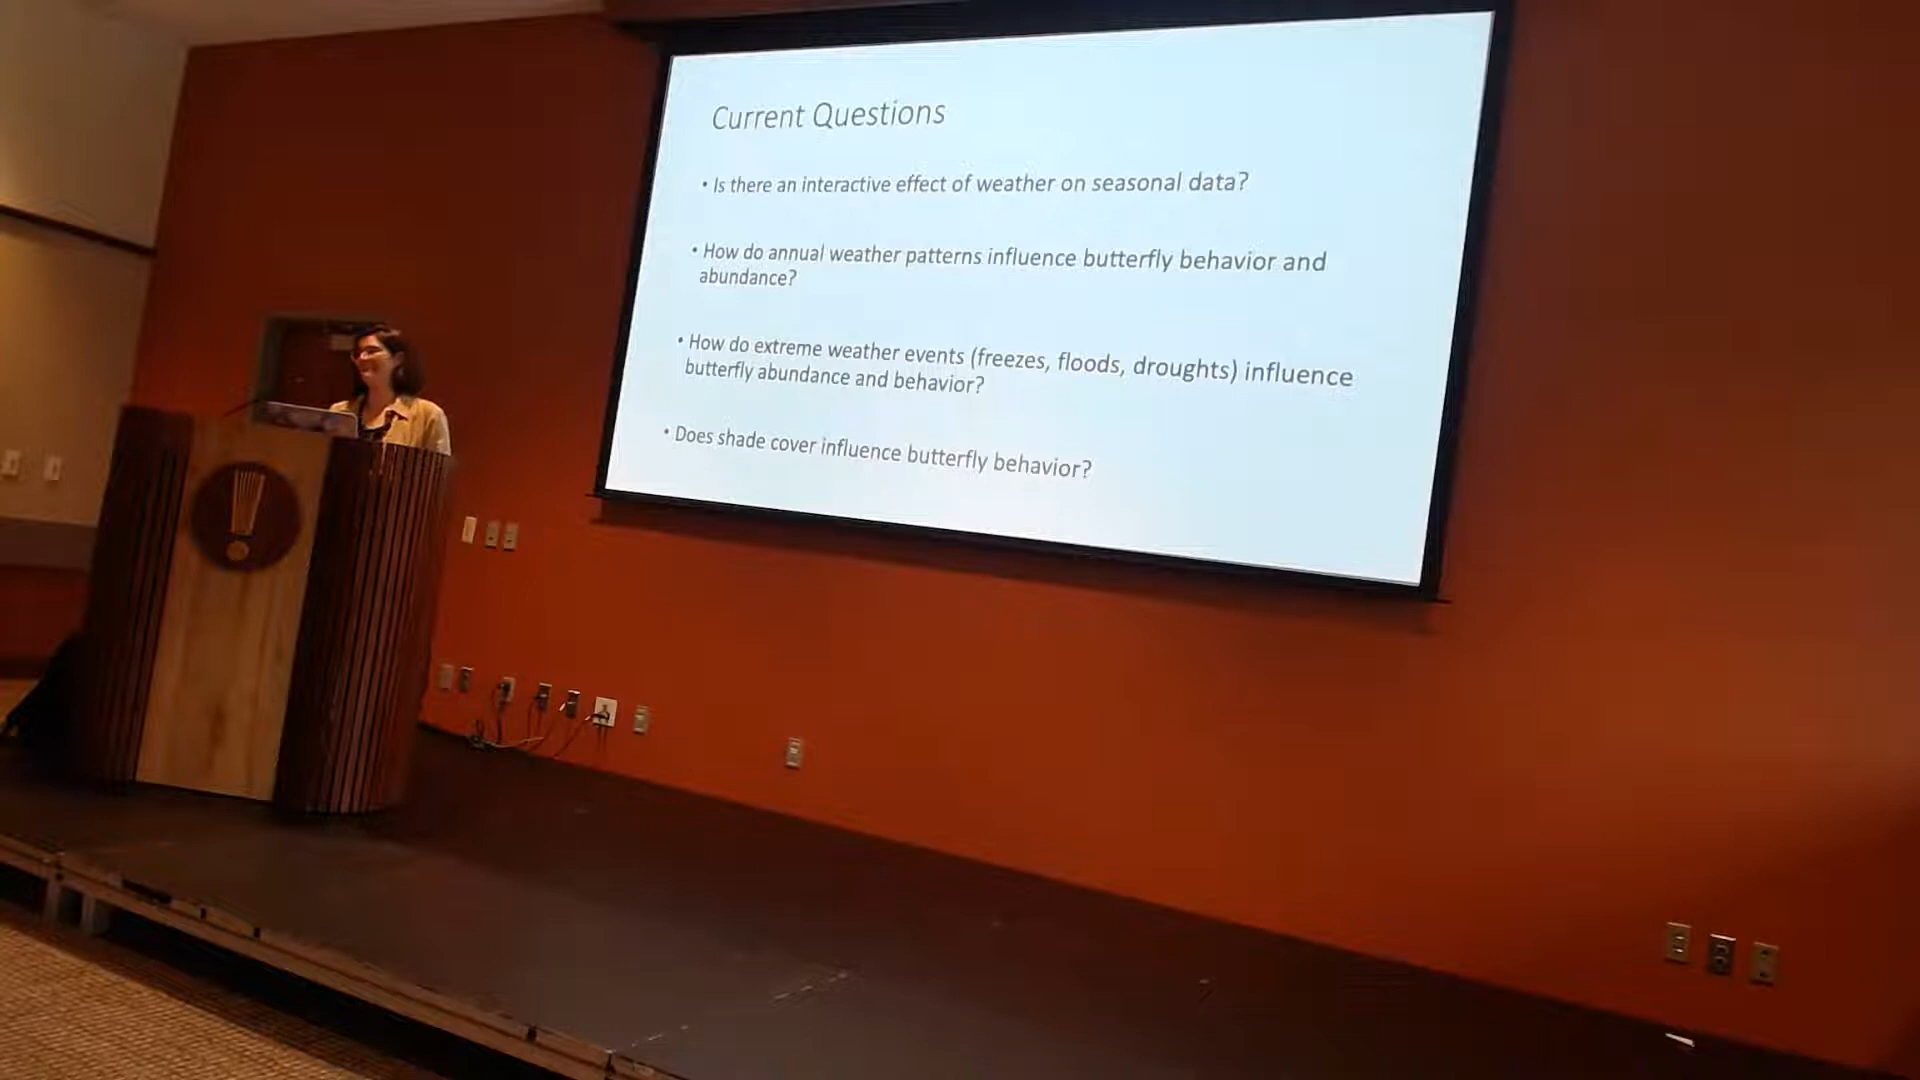 Current Questions
• Is there an interactive effect of weather on seasonal data?
• How do annual weather patterns influence butterfly behavior and
abundance?
• How do extreme weather events (freezes, floods, droughts) influence
butterfly abundance and behavior?
• Does shade cover influence butterfly behavior?